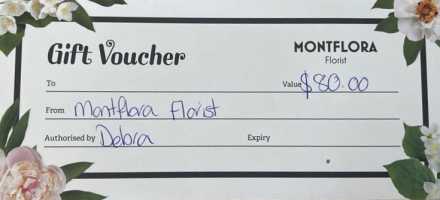 Gift Voucher
MONTFLORA
Florist
To
Value $80.00
From Montflora Florist
Authorised by Debra
Expiry